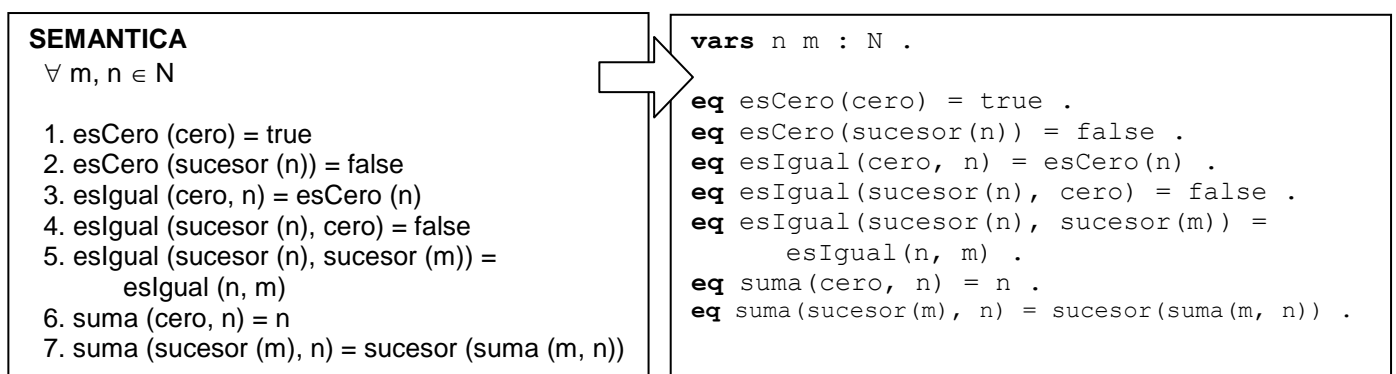 SEMANTICA
∀ m, n ∈ N
1. esCero (cero) = true
2. esCero (sucesor (n)) = false
3. esIgual (cero, n) = esCero (n)
4. esIgual (sucesor (n), cero) = false
5. esIgual (sucesor (n), sucesor (m)) =
esIgual (n, m)
6. suma (cero, n) = n
7. suma (sucesor (m), n) = sucesor (suma (m, n))
vars n m : N .
eq esCero(cero) = true .
eq esCero(sucesor(n)) = false .
eq esIgual(cero, n) = esCero(n) .
eq esIgual(sucesor(n), cero) = false .
eq esIgual(sucesor(n), sucesor(m)) =
esIgual(n, m) .
eq suma(cero, n) = n .
eq suma(sucesor(m), n) = sucesor(suma(m, n)) .